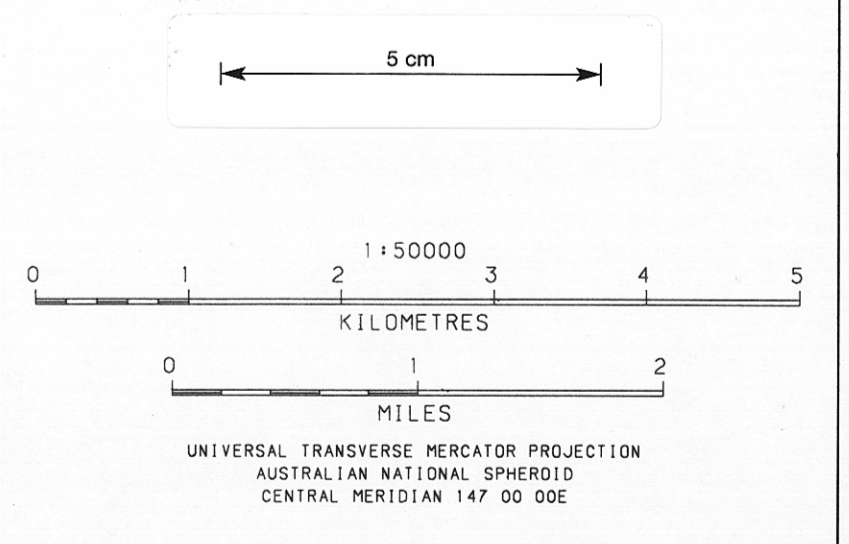 5 cm
1:50000
0 1 2 3 4 5
KILOMETRES
0 1 2
MILES
UNIVERSAL TRANSVERSE MERCATOR PROJECTION
AUSTRALIAN NATIONAL SPHEROID
CENTRAL MERIDIAN 147 00 00E